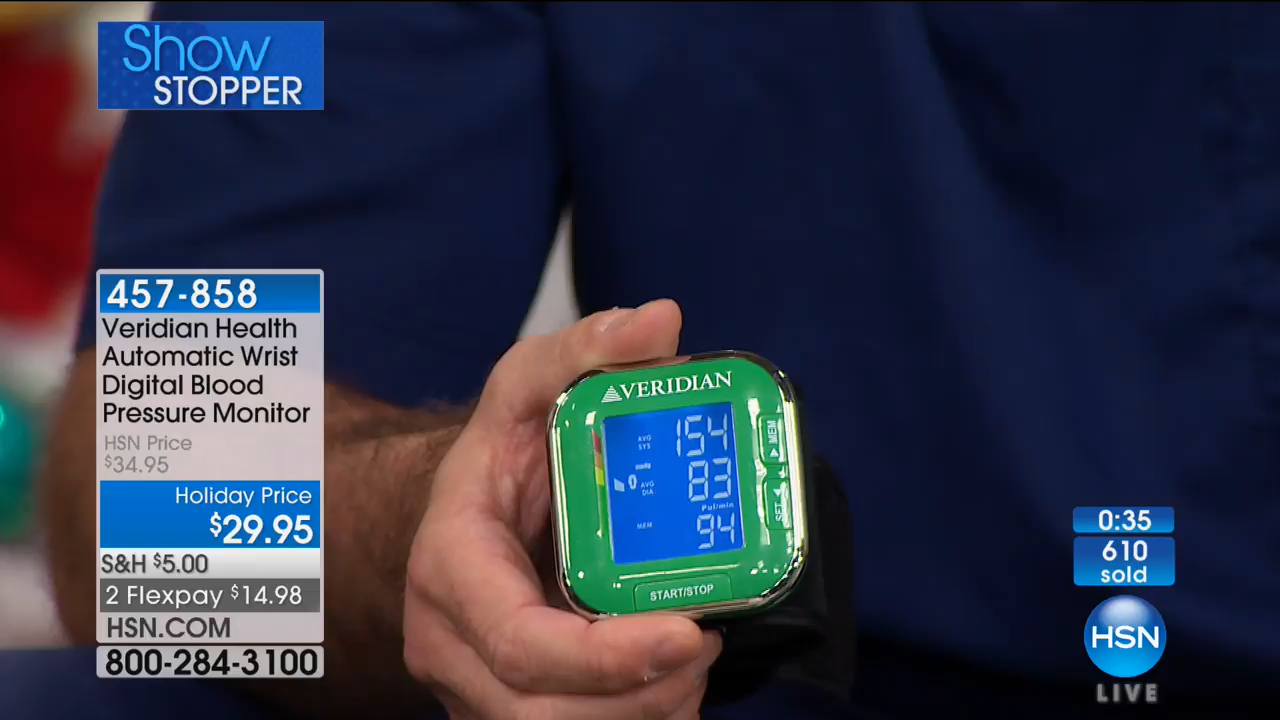 Show
STOPPER
457-858
Veridian Health
Automatic Wrist
Digital Blood
Pressure Monitor
HSN Price
$34.95
Holiday Price
$29.95
S&H $5.00
2 Flexpay $14.98
HSN.COM
800-284-3100
VERIDIAN
AVG
SYS
154
mmHg
0
AVG
DIA
83
Pul/min
MEM
94
MEM
SET
START/STOP
0:35
610
sold
HSN
LIVE